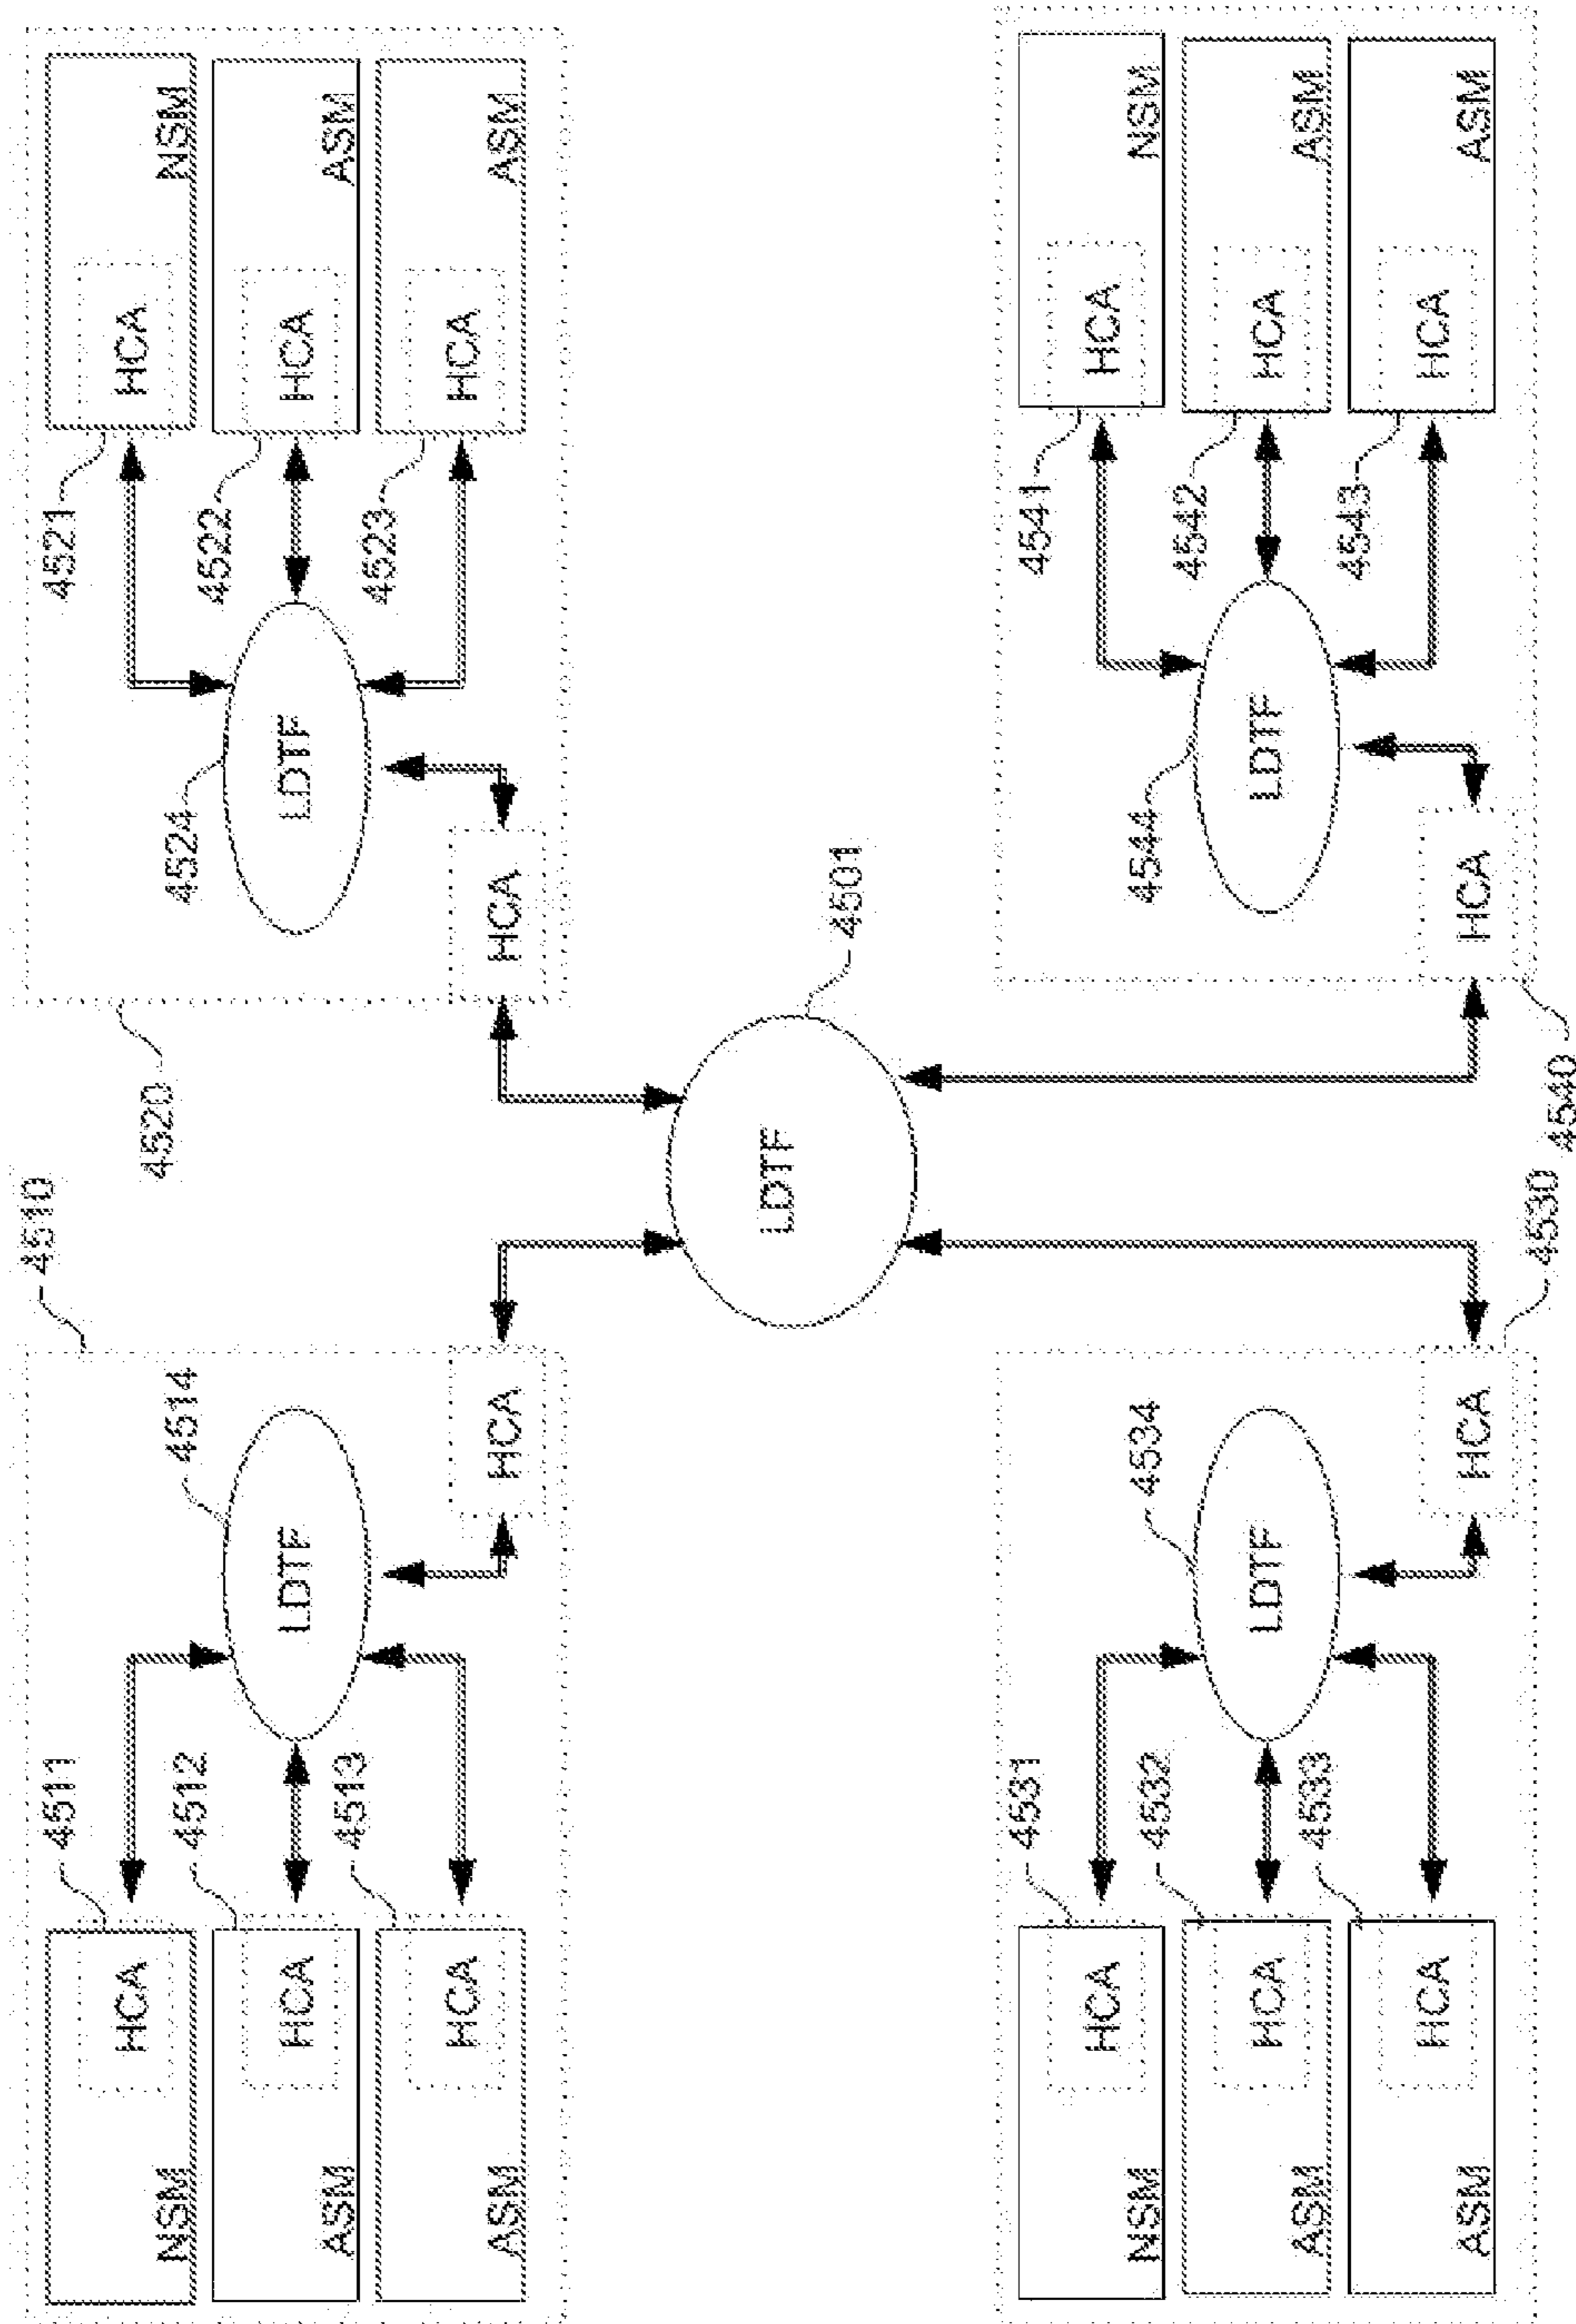 4510
4511
HCA
NSM
4512
HCA
ASM
4513
HCA
ASM
4514
LDTF
HCA
4520
4521
HCA
NSM
4522
HCA
ASM
4523
HCA
ASM
4524
LDTF
HCA
LDTF
4501
4531
HCA
NSM
4532
HCA
ASM
4533
HCA
ASM
4534
LDTF
HCA
4530
4541
HCA
NSM
4542
HCA
ASM
4543
HCA
ASM
4544
LDTF
HCA
4540